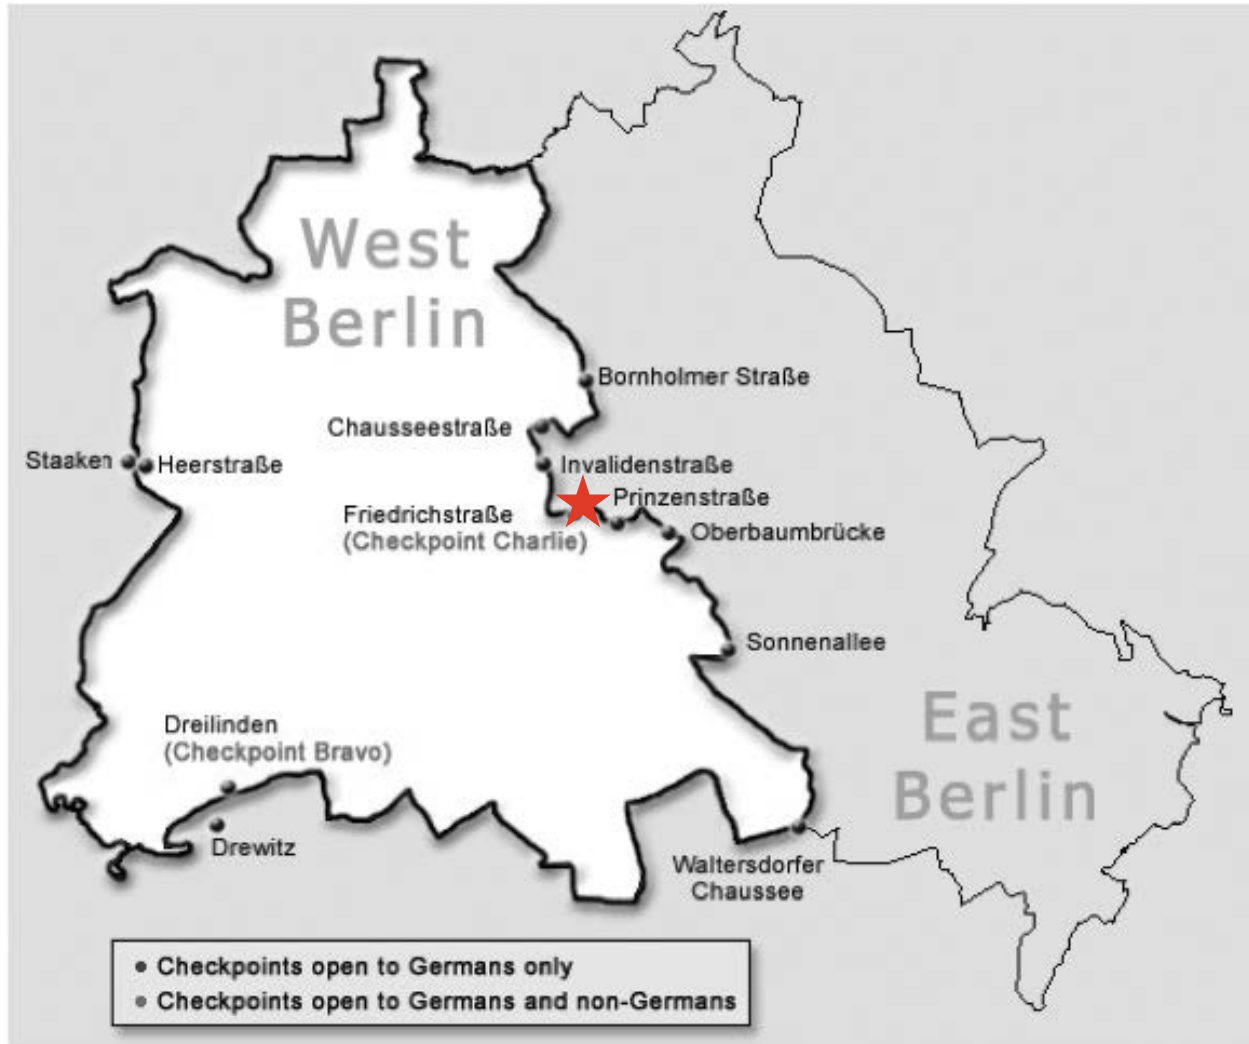 West
Berlin
Bornholmer Straße
Chausseestraße
Staaken
Heerstraße
Invalidenstraße
Prinzenstraße
Friedrichstraße
(Checkpoint Charlie)
Oberbaumbrücke
Sonnenallee
East
Berlin
Dreilinden
(Checkpoint Bravo)
Drewitz
Waltersdorfer
Chaussee
Checkpoints open to Germans only
Checkpoints open to Germans and non-Germans